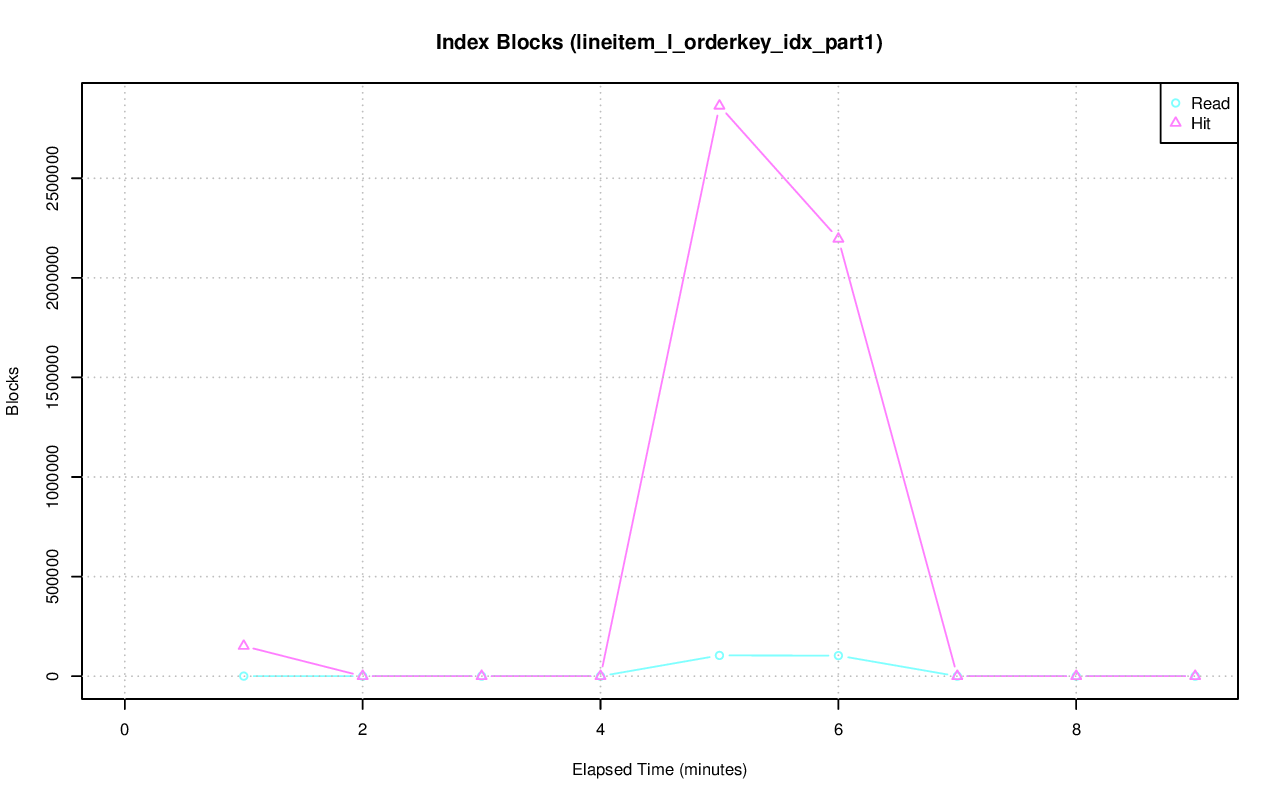 Index Blocks (lineitem_l_orderkey_idx_part1)
Read
Hit
Blocks
2500000
2000000
1500000
1000000
500000
0
0 2 4 6 8
Elapsed Time (minutes)